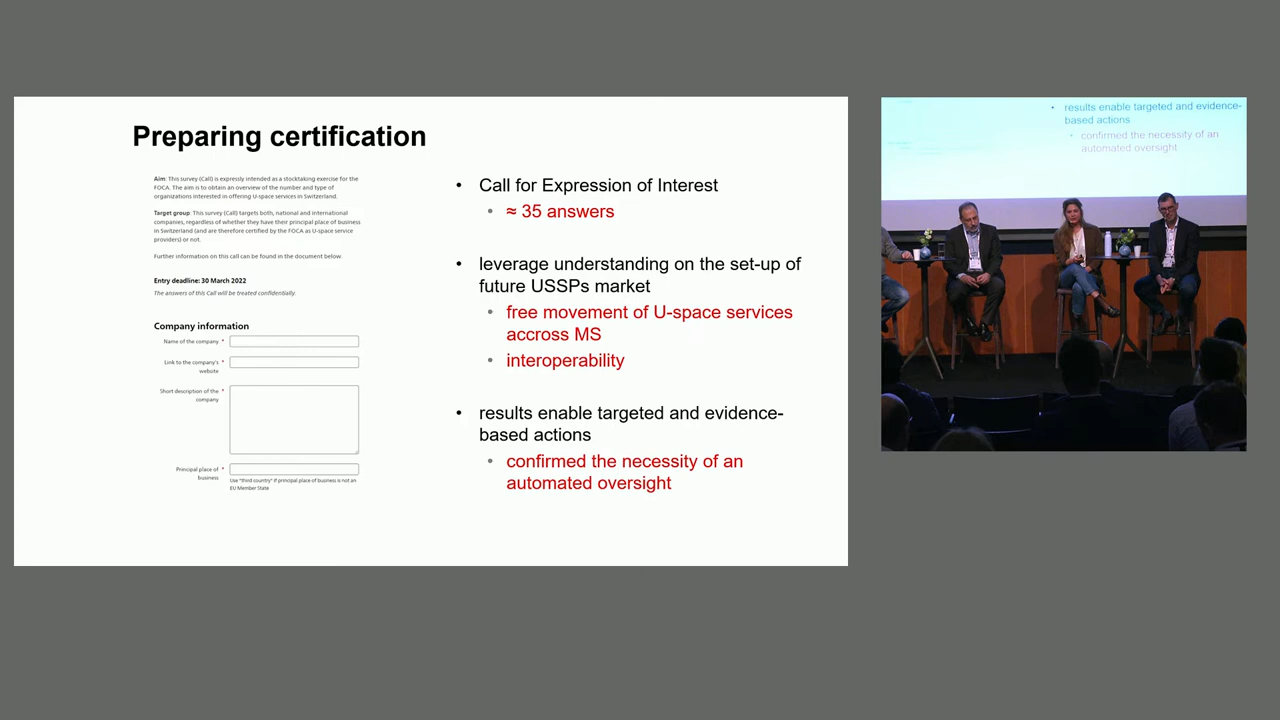 Preparing certification
Aim: This survey (Call) is expressly intended as a stocktaking exercise for the
FOCA. The aim is to obtain an overview of the number and type of
organizations interested in offering U-space services in Switzerland.
Target group: This survey (Call) targets both, national and international
companies, regardless of whether they have their principal place of business
in Switzerland (and are therefore certified by the FOCA as U-space service
providers) or not.
Further information on this call can be found in the document below.
Entry deadline: 30 March 2022
The answers of this Call will be treated confidentially.
Company information
Name of the company *
Link to the company's *
website
Short description of the *
company
Principal place of *
business
Use "third country" if principal place of business is not an
EU Member State
• Call for Expression of Interest
• ≈ 35 answers
• leverage understanding on the set-up of
future USSPs market
• free movement of U-space services
accross MS
• interoperability
• results enable targeted and evidence-
based actions
• confirmed the necessity of an
automated oversight
• results enable targeted and evidence-
based actions
• confirmed the necessity of an
automated oversight